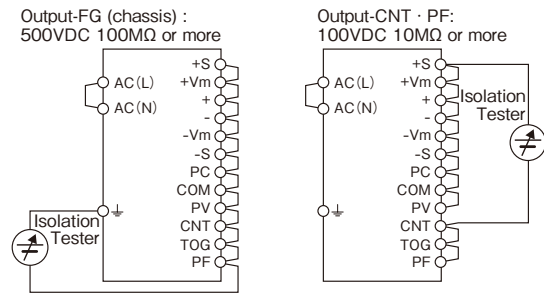 Output-FG (chassis) :
500VDC 100MΩ or more
AC(L)
AC(N)
+S
+Vm
+
-
-Vm
-S
PC
COM
PV
CNT
TOG
PF
Isolation
Tester
Output-CNT · PF:
100VDC 10MΩ or more
AC(L)
AC(N)
+S
+Vm
+
-
-Vm
-S
PC
COM
PV
CNT
TOG
PF
Isolation
Tester